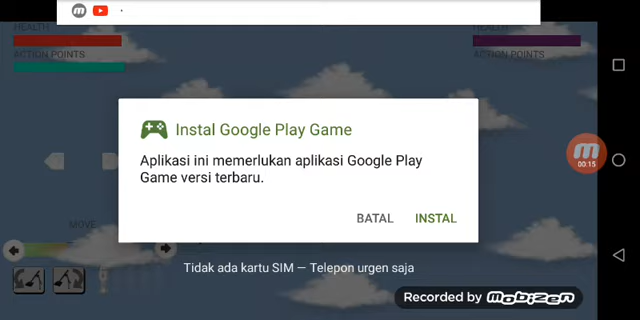 HEALTH
HEALTH
ACTION POINTS
ACTION POINTS
Instal Google Play Game
Aplikasi ini memerlukan aplikasi Google Play
Game versi terbaru.
00:15
MOVE
BATAL
INSTAL
Tidak ada kartu SIM — Telepon urgen saja
Recorded by mobizen